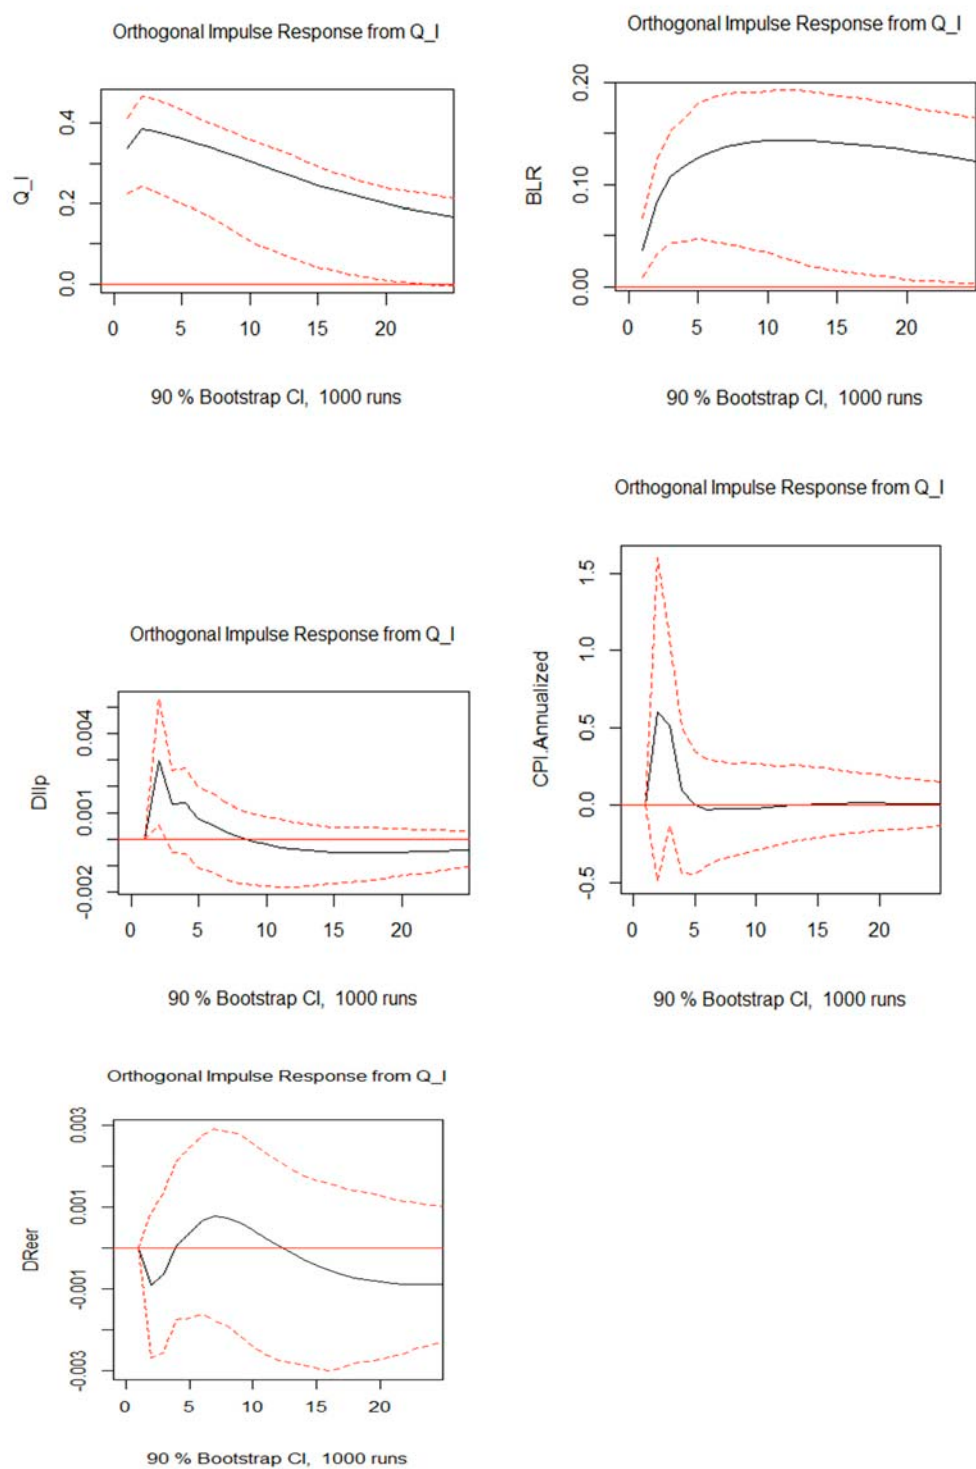 Orthogonal Impulse Response from Q_I
Q_I
0.4
0.2
0.0
0 5 10 15 20
90 % Bootstrap CI, 1000 runs
Orthogonal Impulse Response from Q_I
BLR
0.20
0.10
0.00
0 5 10 15 20
90 % Bootstrap CI, 1000 runs
Orthogonal Impulse Response from Q_I
DIIp
0.004
0.001
-0.002
0 5 10 15 20
90 % Bootstrap CI, 1000 runs
Orthogonal Impulse Response from Q_I
CPI.Annualized
1.5
1.0
0.5
0.0
-0.5
0 5 10 15 20
90 % Bootstrap CI, 1000 runs
Orthogonal Impulse Response from Q_I
DReer
0.003
0.001
-0.001
-0.003
0 5 10 15 20
90 % Bootstrap CI, 1000 runs